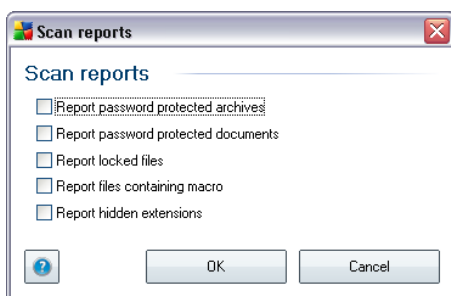 Scan reports
Scan reports
Report password protected archives
Report password protected documents
Report locked files
Report files containing macro
Report hidden extensions
?
OK
Cancel